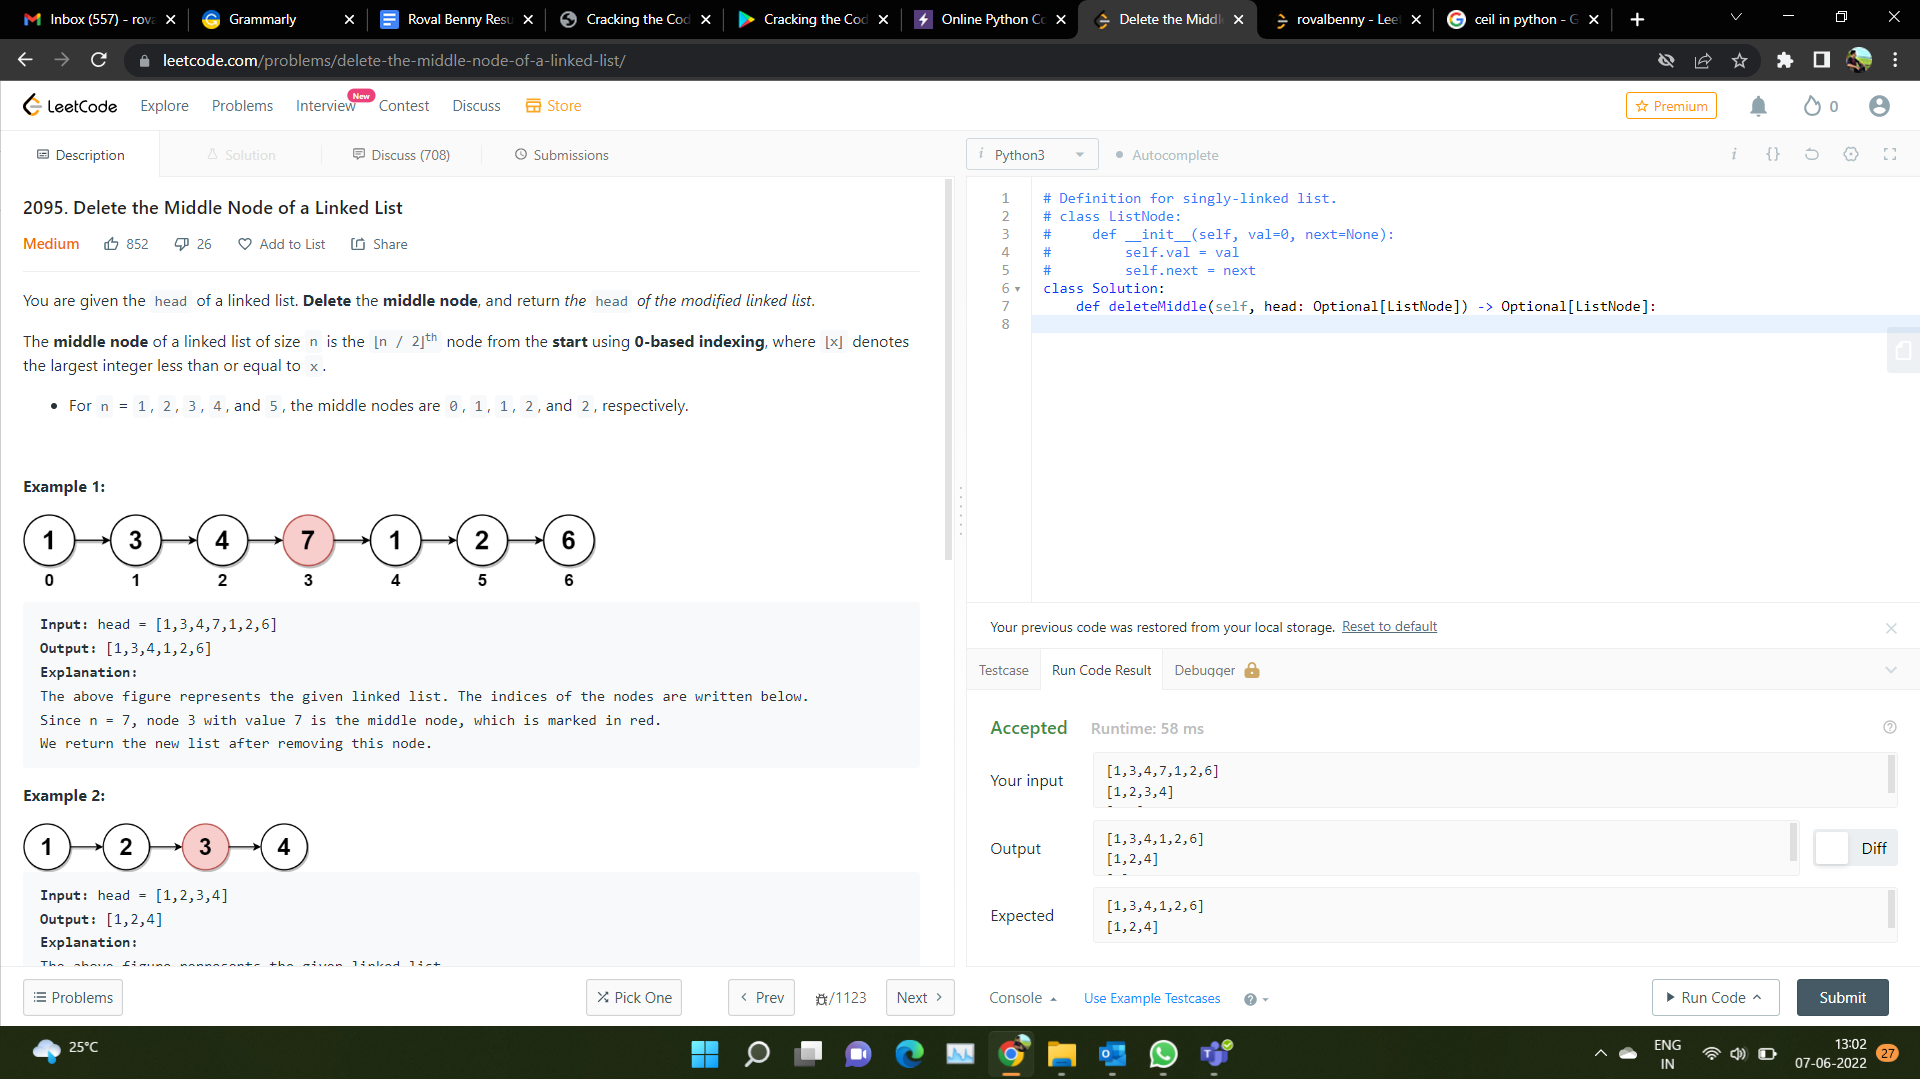 Inbox (557) - rova
Grammarly
Roval Benny Resu
Cracking the Cod
Cracking the Cod
Online Python Co
Delete the Middl
rovalbenny - Lee
ceil in python - G
leetcode.com/problems/delete-the-middle-node-of-a-linked-list/
LeetCode
Explore
Problems
Interview
New
Contest
Discuss
Store
Premium
0
Description
Solution
Discuss (708)
Submissions
i Python3
Autocomplete
i {}
2095. Delete the Middle Node of a Linked List
Medium 852 26 Add to List Share
You are given the head of a linked list. Delete the middle node, and return the head of the modified linked list.
The middle node of a linked list of size n is the ⌊n / 2⌋th node from the start using 0-based indexing, where ⌊x⌋ denotes
the largest integer less than or equal to x.
• For n = 1, 2, 3, 4, and 5, the middle nodes are 0, 1, 1, 2, and 2, respectively.
Example 1:
1 3 4 7 1 2 6
0 1 2 3 4 5 6
Input: head = [1,3,4,7,1,2,6]
Output: [1,3,4,1,2,6]
Explanation:
The above figure represents the given linked list. The indices of the nodes are written below.
Since n = 7, node 3 with value 7 is the middle node, which is marked in red.
We return the new list after removing this node.
Example 2:
1 2 3 4
Input: head = [1,2,3,4]
Output: [1,2,4]
Explanation:
The above figure represents the given linked list.
1 # Definition for singly-linked list.
2 # class ListNode:
3 #     def __init__(self, val=0, next=None):
4 #         self.val = val
5 #         self.next = next
6 class Solution:
7     def deleteMiddle(self, head: Optional[ListNode]) -> Optional[ListNode]:
8
Your previous code was restored from your local storage. Reset to default
Testcase
Run Code Result
Debugger
Accepted Runtime: 58 ms
Your input
[1,3,4,7,1,2,6]
[1,2,3,4]
Output
[1,3,4,1,2,6]
[1,2,4]
Diff
Expected
[1,3,4,1,2,6]
[1,2,4]
Problems
Pick One
Prev
/1123
Next
Console
Use Example Testcases
Run Code
Submit
25°C
ENG
IN
13:02
07-06-2022
27